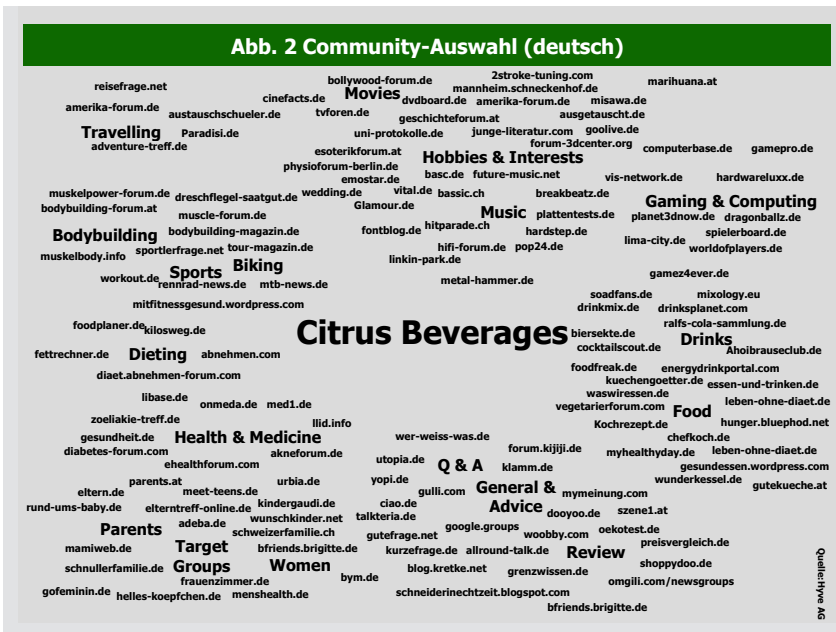 Abb. 2 Community-Auswahl (deutsch)
reisefrage.net
bollywood-forum.de
2stroke-tuning.com
marihuana.at
cinefacts.de
Movies
dvdboard.de
mannheim.schneckenhof.de
amerika-forum.de
misawa.de
amerika-forum.de
austauschschueler.de
tvforen.de
geschichteforum.at
ausgetauscht.de
Travelling
Paradisi.de
uni-protokolle.de
junge-literatur.com
goolive.de
adventure-treff.de
esoterikforum.at
forum-3dcenter.org
computerbase.de
gamepro.de
physioforum-berlin.de
Hobbies & Interests
emostar.de
basc.de
future-music.net
vis-network.de
hardwareluxx.de
muskelpower-forum.de
dreschflegel-saatgut.de
wedding.de
vital.de
bassic.ch
breakbeatz.de
Gaming & Computing
bodybuilding-forum.at
muscle-forum.de
Glamour.de
Music
plattentests.de
planet3dnow.de
dragonballz.de
Bodybuilding
bodybuilding-magazin.de
fontblog.de
hitparade.ch
hardstep.de
spielerboard.de
muskelbody.info
sportlerfrage.net
tour-magazin.de
hifi-forum.de
pop24.de
lima-city.de
worldofplayers.de
linkin-park.de
workout.de
Sports
Biking
rennrad-news.de
mtb-news.de
metal-hammer.de
gamez4ever.de
mitfitnessgesund.wordpress.com
soadfans.de
mixology.eu
drinkmix.de
drinksplanet.com
foodplaner.de
kilosweg.de
Citrus Beverages
biersekte.de
ralfs-cola-sammlung.de
Drinks
fettrechner.de
Dieting
abnehmen.com
cocktailscout.de
Ahoibrauseclub.de
diaet.abnehmen-forum.com
foodfreak.de
energydrinkportal.com
kuechengoetter.de
essen-und-trinken.de
libase.de
onmeda.de
med1.de
waswiressen.de
vegetarierforum.com
Food
leben-ohne-diaet.de
zoeliakie-treff.de
llid.info
Kochrezept.de
hunger.bluephod.net
gesundheit.de
Health & Medicine
wer-weiss-was.de
chefkoch.de
diabetes-forum.com
akneforum.de
forum.kijiji.de
myhealthyday.de
leben-ohne-diaet.de
ehealthforum.com
utopia.de
Q & A
klamm.de
gesundessen.wordpress.com
parents.at
urbia.de
yopi.de
wunderkessel.de
gutekueche.at
eltern.de
meet-teens.de
gulli.com
General &
Advice
mymeinung.com
rund-ums-baby.de
elterntreff-online.de
kindergaudi.de
ciao.de
dooyoo.de
szene1.at
wunschkinder.net
talkteria.de
Parents
adeba.de
schweizerfamilie.ch
gutefrage.net
google.groups
woobby.com
oekotest.de
mamiweb.de
Target
Groups
bfriends.brigitte.de
kurzefrage.de
allround-talk.de
Review
preisvergleich.de
schnullerfamilie.de
Women
blog.kretke.net
grenzwissen.de
shoppydoo.de
frauenzimmer.de
bym.de
omgili.com/newsgroups
gofeminin.de
helles-koepfchen.de
menshealth.de
schneiderinechtzeit.blogspot.com
bfriends.brigitte.de
Quelle:Hyve AG